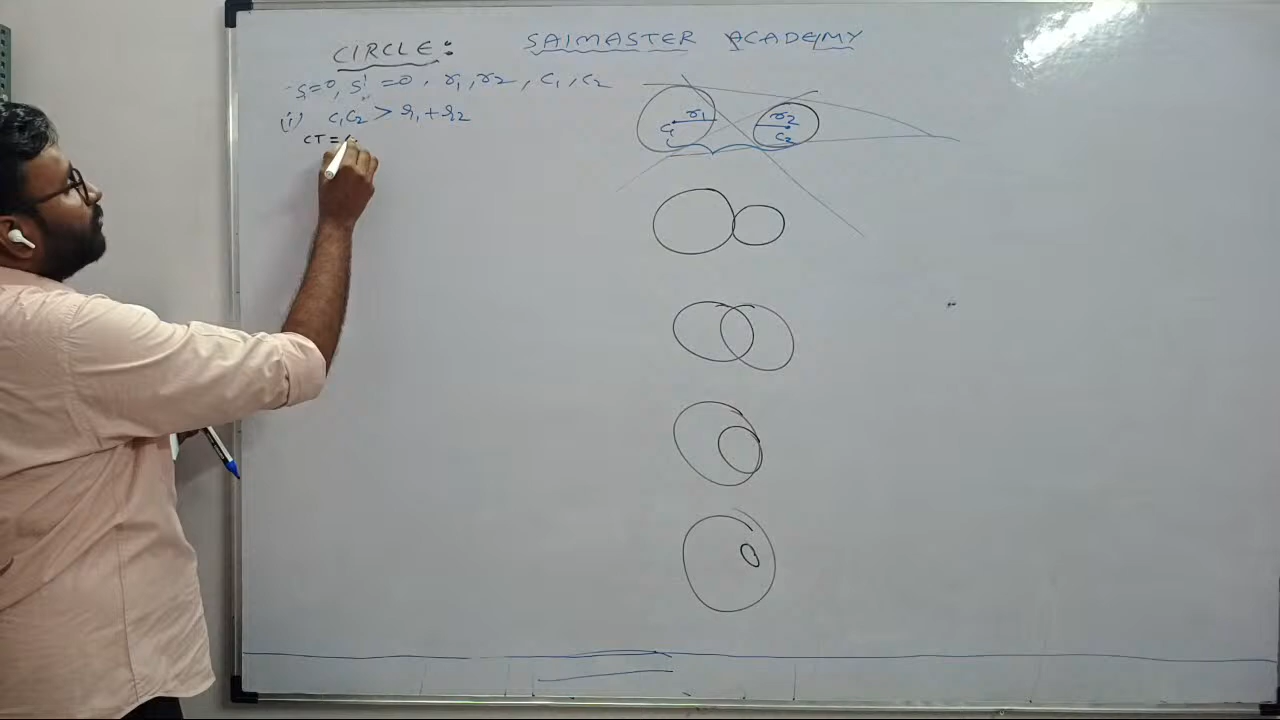 CIRCLE: SAIMASTER ACADEMY
S=0, S'=0, r1, r2, C1, C2
(i) C1C2 > r1+r2
CT =
r1 r2
C1 C2